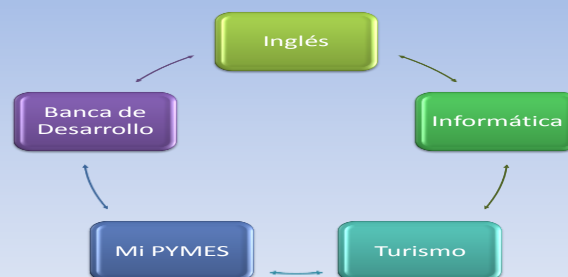 Inglés
Informática
Turismo
Mi PYMES
Banca de
Desarrollo